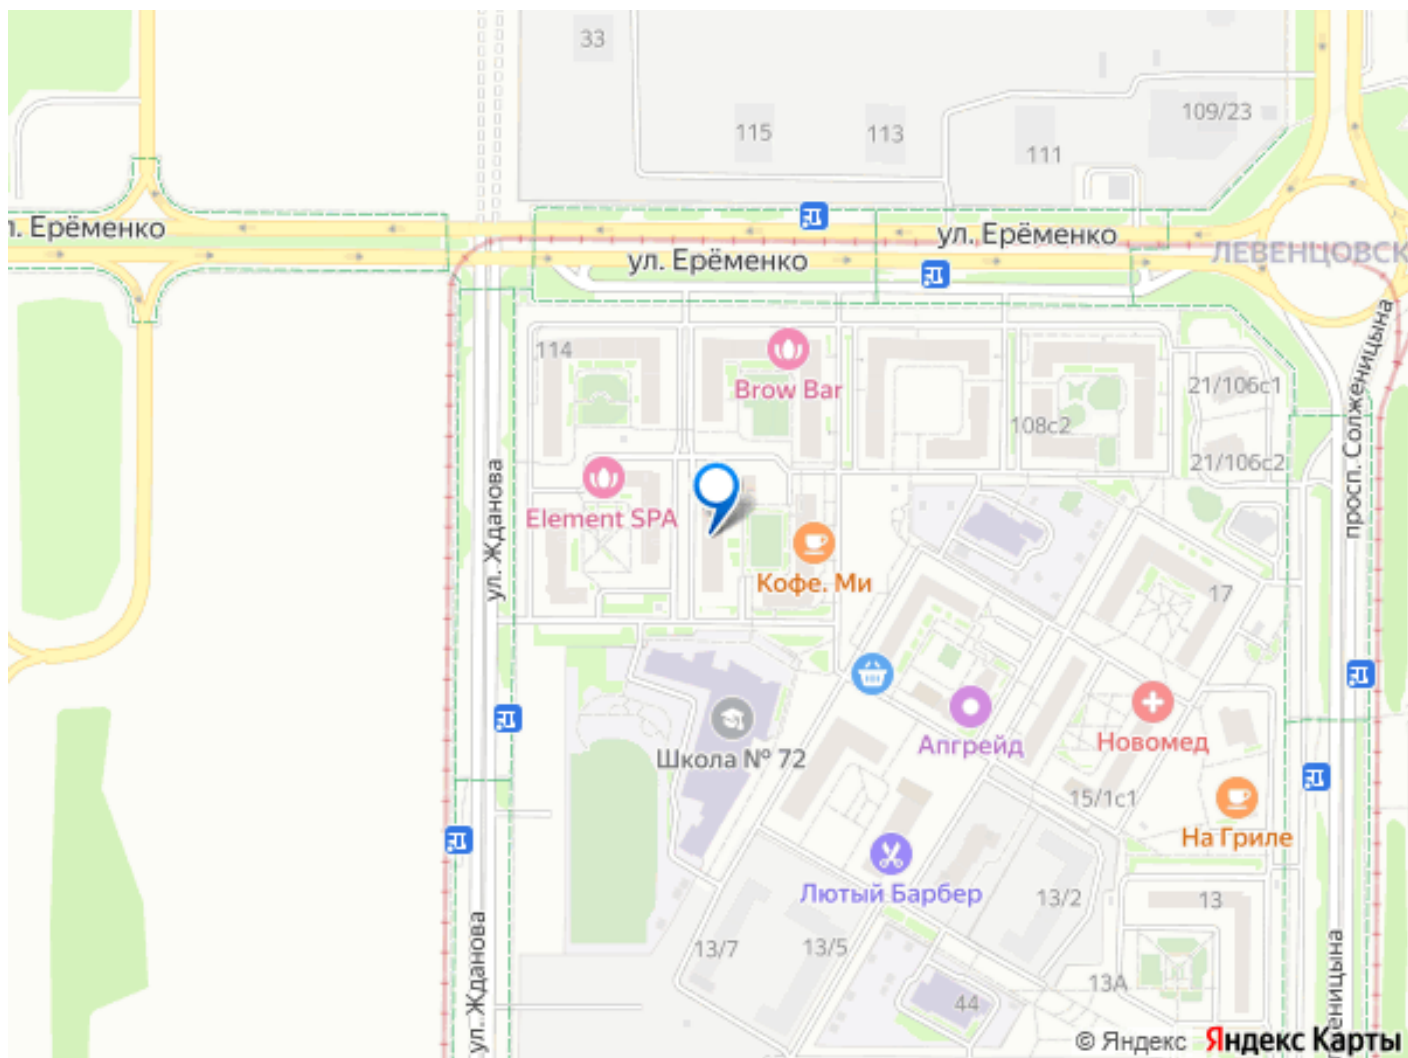 33
115
113
111
109/23
л. Ерёменко
ул. Ерёменко
ул. Ерёменко
ЛЕВЕНЦОВСК
114
Brow Bar
108с2
21/106с1
21/106с2
просп. Солженицына
ул. Жданова
Element SPA
Кофе. Ми
17
Школа № 72
Апгрейд
Новомед
15/1с1
На Гриле
Лютый Барбер
13/2
13
13/7
13/5
13А
44
ул. Жданова
еницына
© Яндекс Яндекс Карты